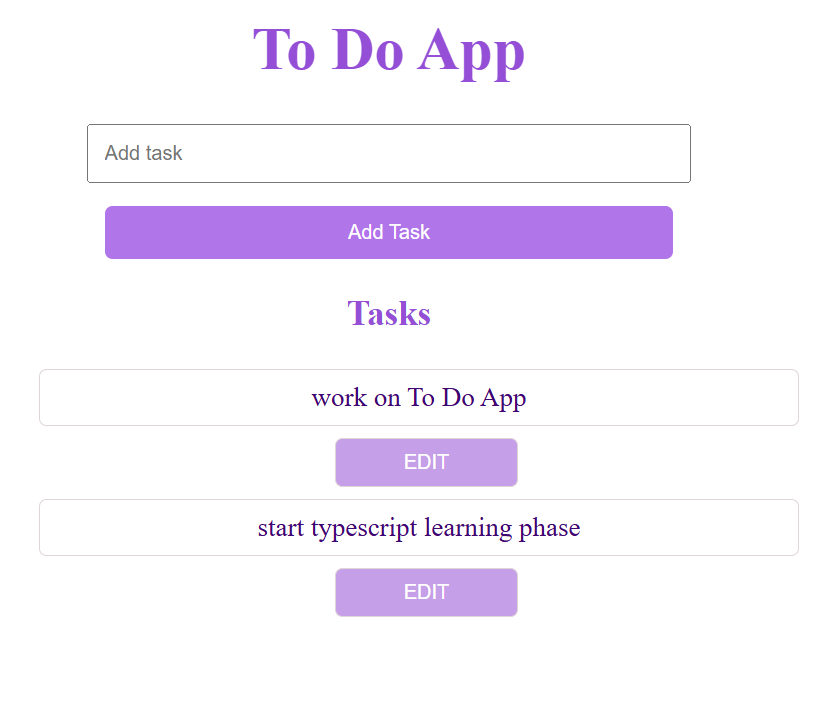 To Do App
Add task
Add Task
Tasks
work on To Do App
EDIT
start typescript learning phase
EDIT